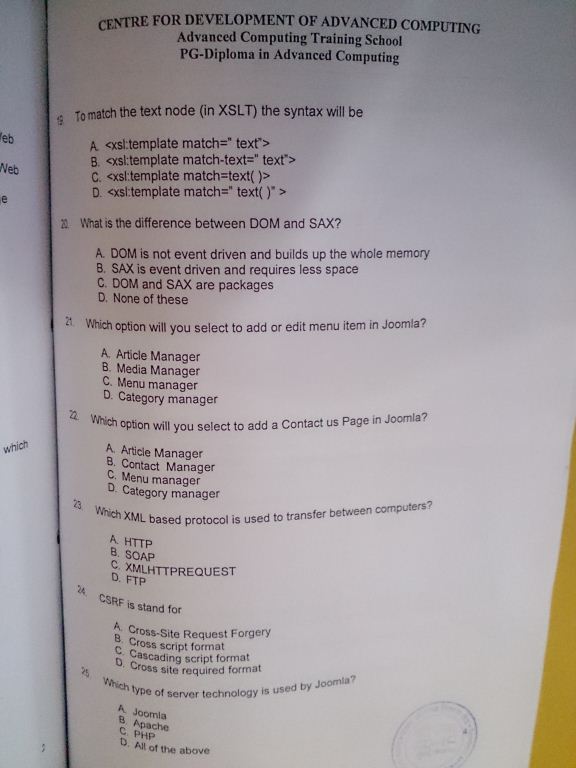 CENTRE FOR DEVELOPMENT OF ADVANCED COMPUTING
Advanced Computing Training School
PG-Diploma in Advanced Computing
19. To match the text node (in XSLT) the syntax will be
A. <xsl:template match=" text">
B. <xsl:template match-text=" text">
C. <xsl:template match=text( )>
D. <xsl:template match=" text( )" >
20. What is the difference between DOM and SAX?
A. DOM is not event driven and builds up the whole memory
B. SAX is event driven and requires less space
C. DOM and SAX are packages
D. None of these
21. Which option will you select to add or edit menu item in Joomla?
A. Article Manager
B. Media Manager
C. Menu manager
D. Category manager
22. Which option will you select to add a Contact us Page in Joomla?
A. Article Manager
B. Contact Manager
C. Menu manager
D. Category manager
23. Which XML based protocol is used to transfer between computers?
A. HTTP
B. SOAP
C. XMLHTTPREQUEST
D. FTP
24. CSRF is stand for
A. Cross-Site Request Forgery
B. Cross script format
C. Cascading script format
D. Cross site required format
25. Which type of server technology is used by Joomla?
A. Joomla
B. Apache
C. PHP
D. All of the above
Web
which